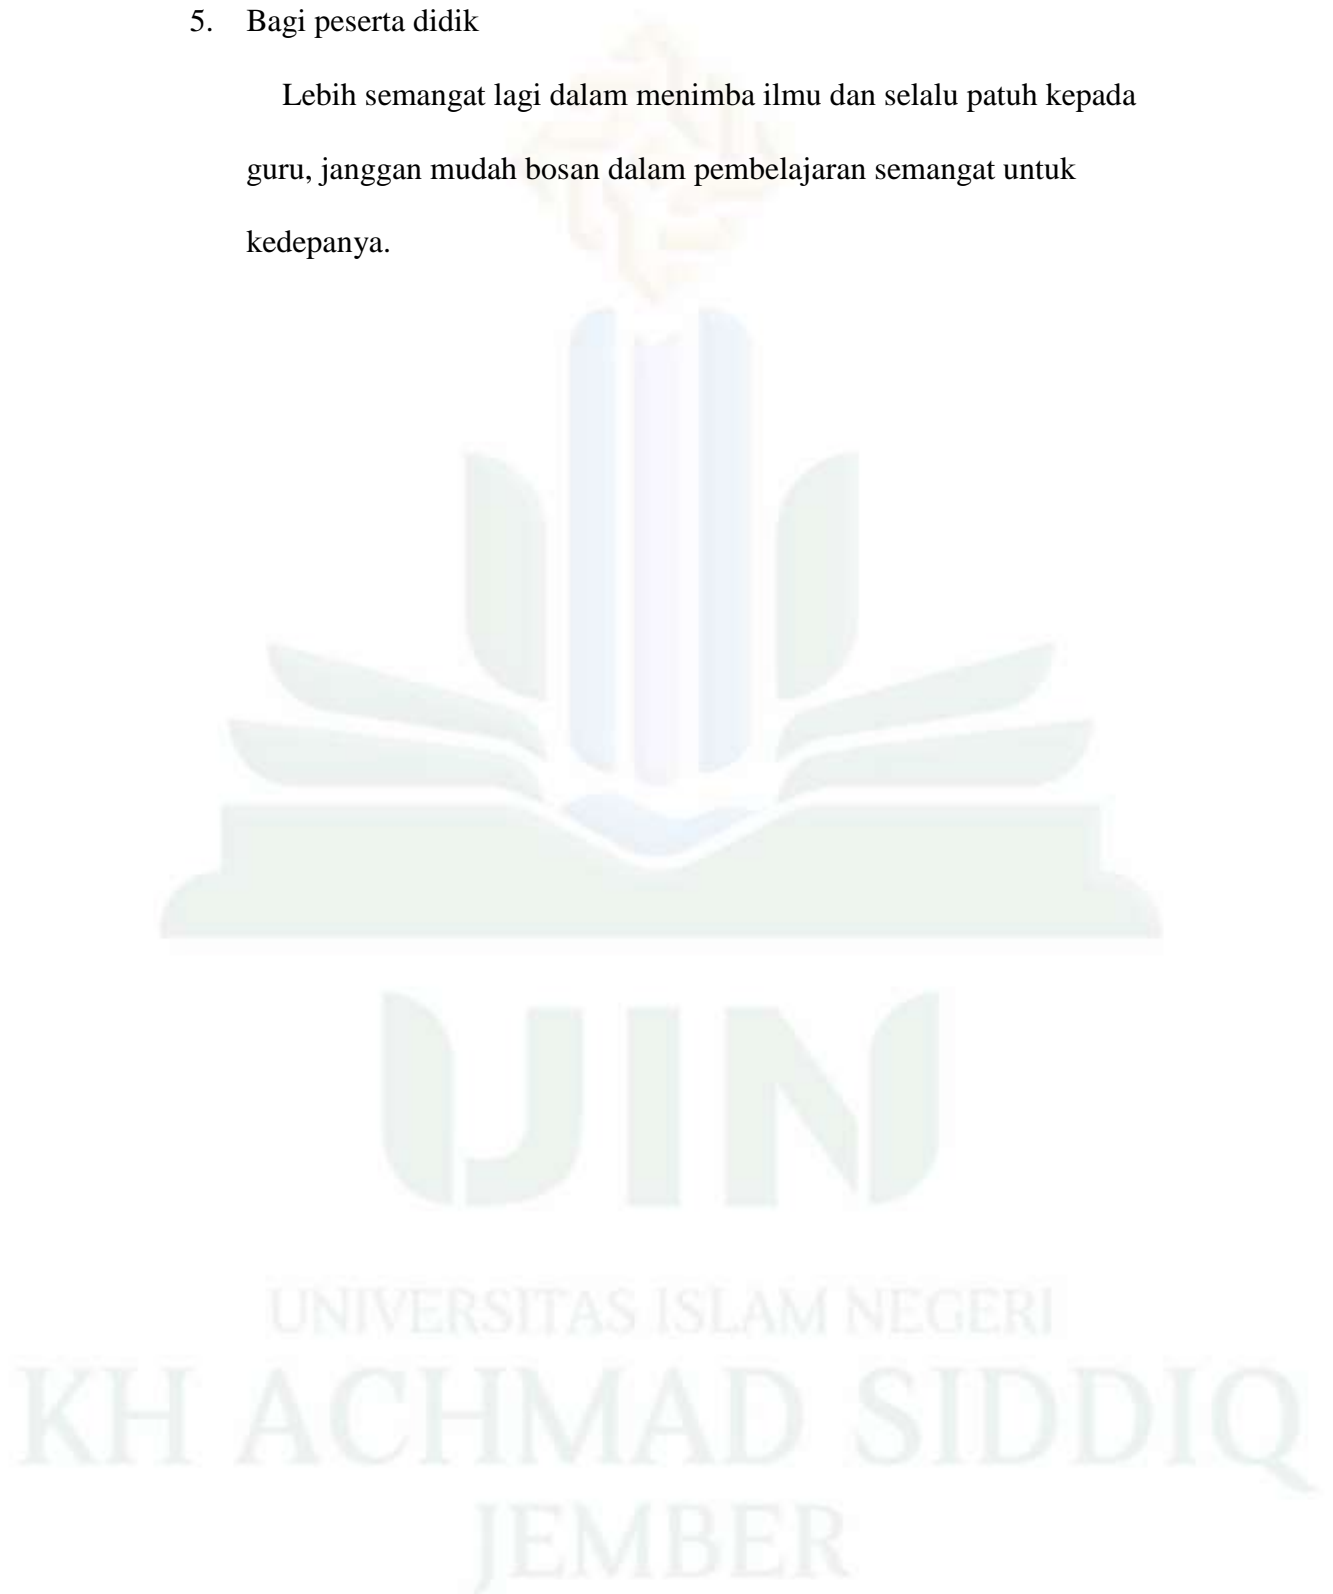 5. Bagi peserta didik
Lebih semangat lagi dalam menimba ilmu dan selalu patuh kepada
guru, janggan mudah bosan dalam pembelajaran semangat untuk
kedepanya.
UIN
UNIVERSITAS ISLAM NEGERI
KH ACHMAD SIDDIQ
JEMBER